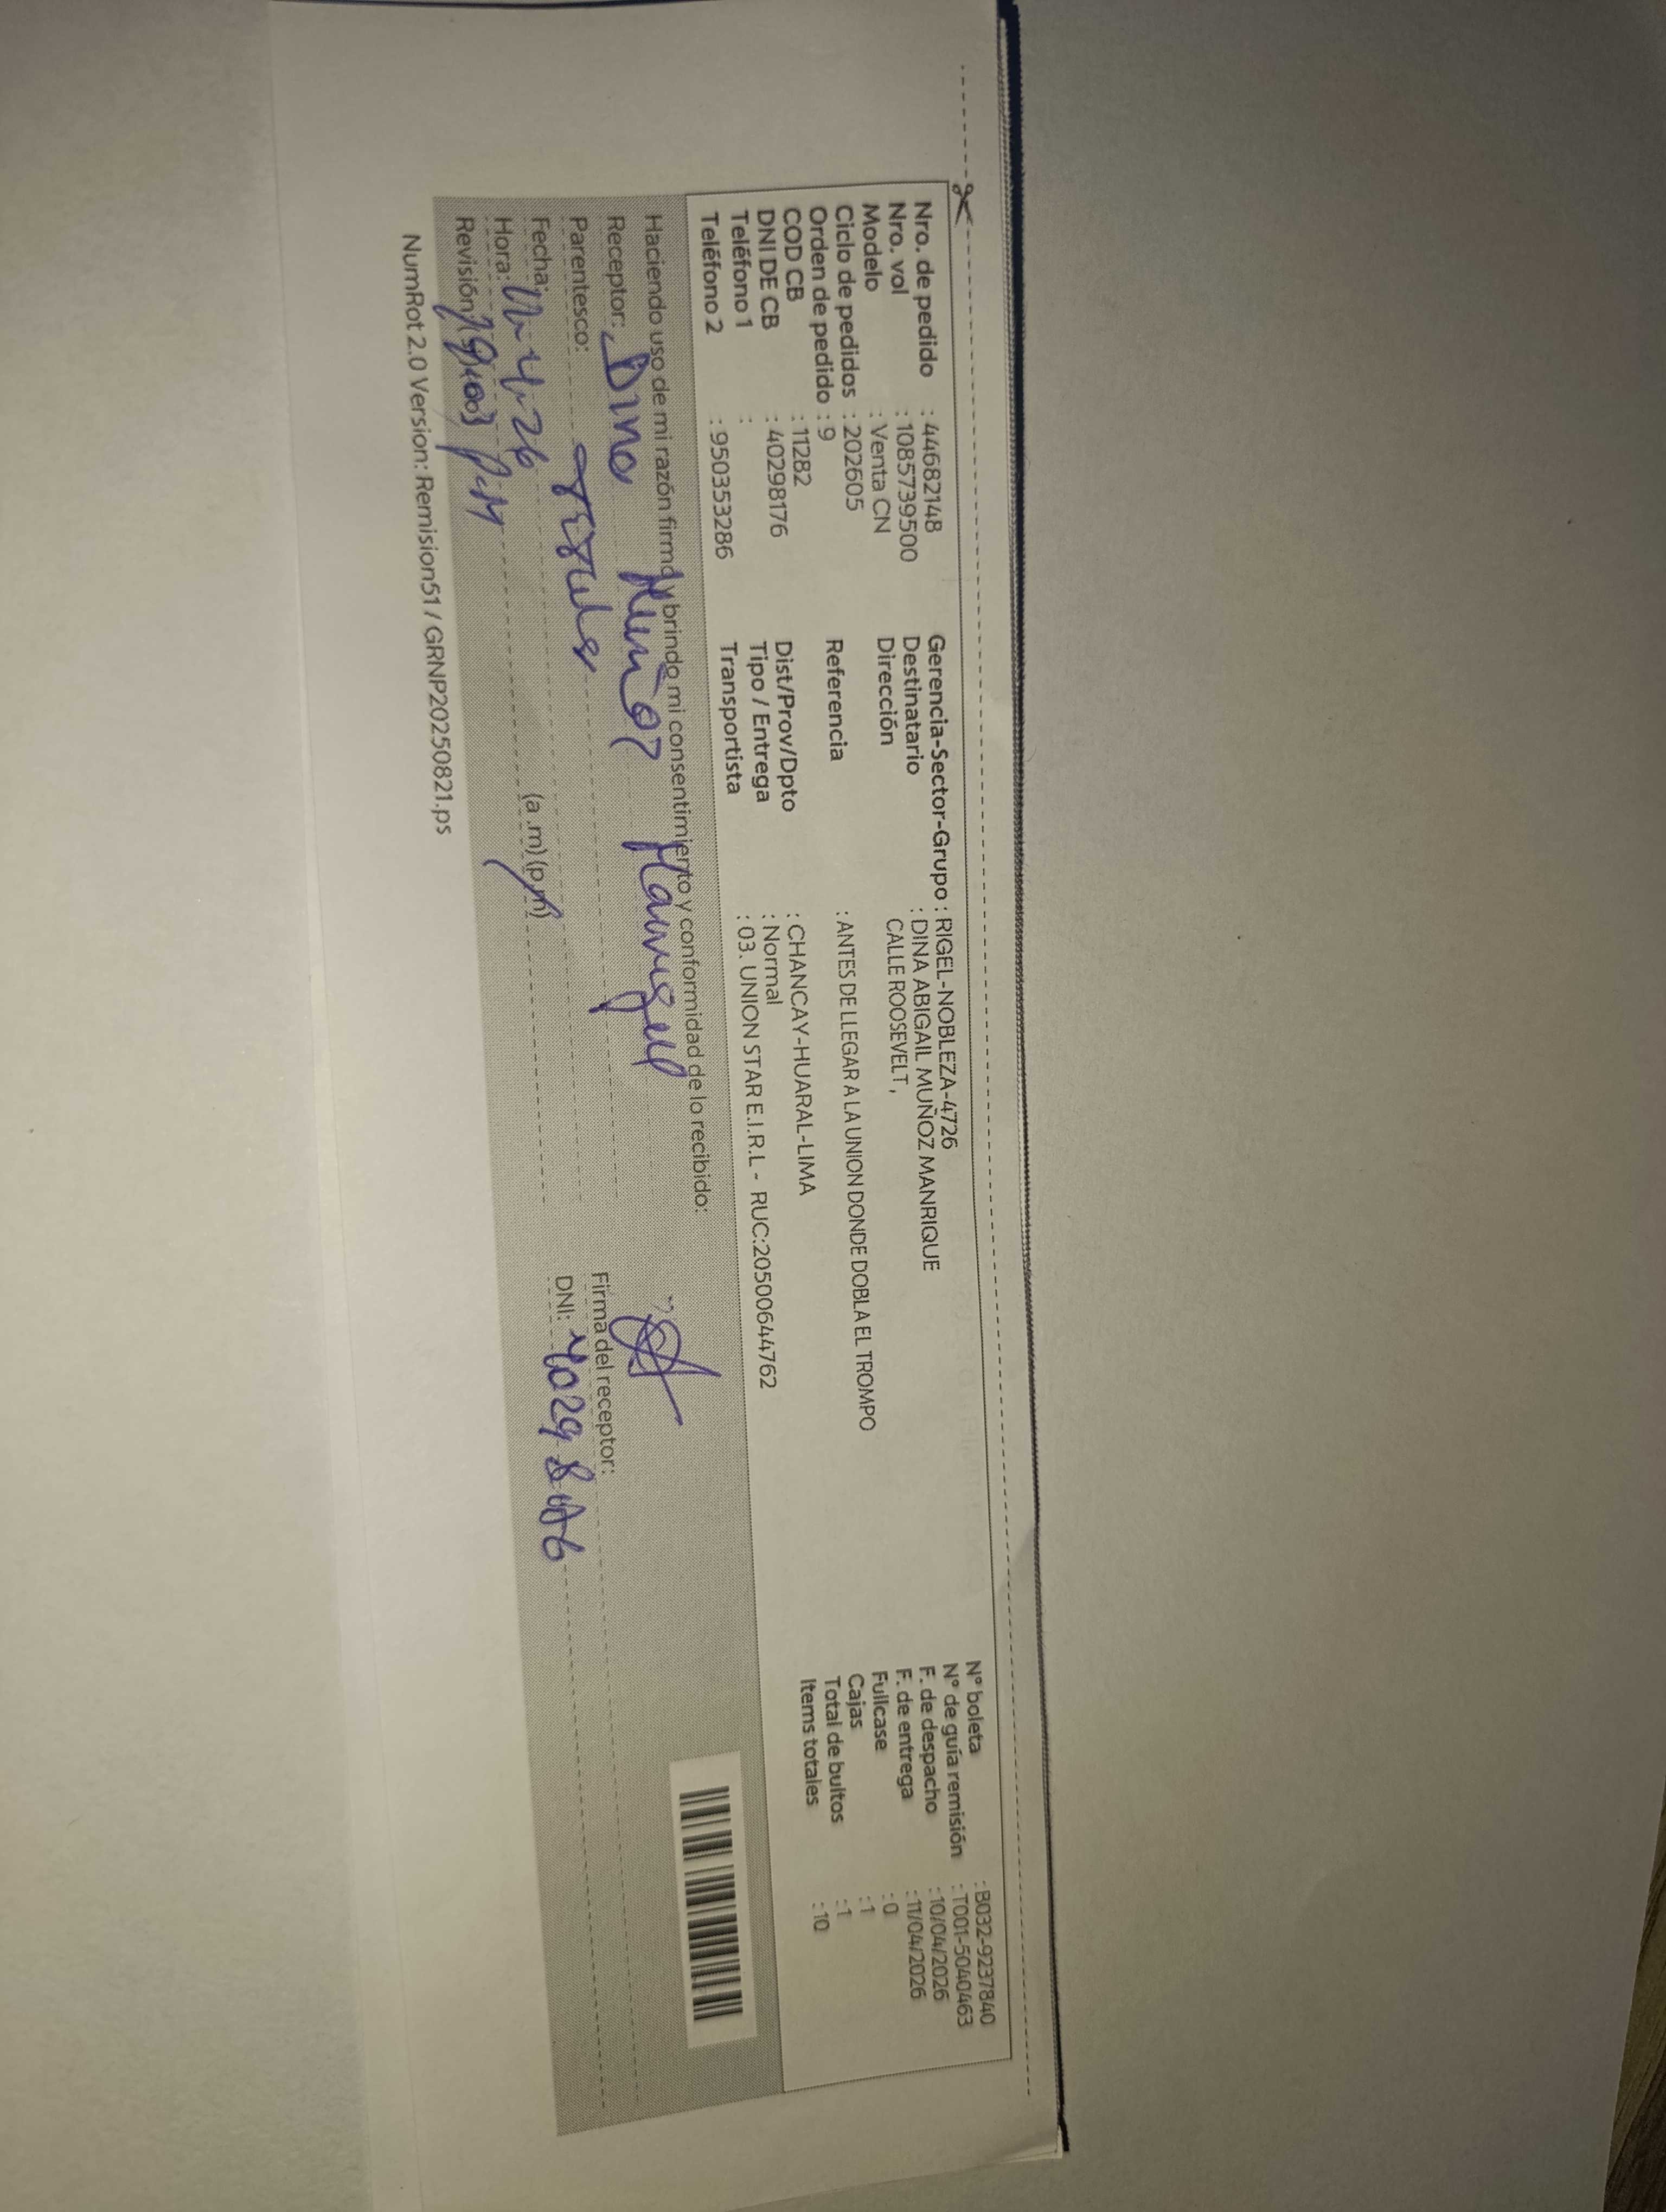 Nro. de pedido : 44682148
Nro. vol : 1085739500
Modelo : Venta CN
Ciclo de pedidos : 202605
Orden de pedido : 9
COD CB : 11282
DNI DE CB : 40298176
Teléfono 1 :
Teléfono 2 : 950353286
Gerencia-Sector-Grupo : RIGEL-NOBLEZA-4726
Destinatario : DINA ABIGAIL MUÑOZ MANRIQUE
Dirección CALLE ROOSEVELT ,
Referencia : ANTES DE LLEGAR A LA UNION DONDE DOBLA EL TROMPO
Dist/Prov/Dpto : CHANCAY-HUARAL-LIMA
Tipo / Entrega : Normal
Transportista : 03. UNION STAR E.I.R.L - RUC:20500644762
N° boleta : B032-9237840
N° de guía remisión : T001-5040463
F. de despacho : 10/04/2026
F. de entrega : 11/04/2026
Fullcase : 0
Cajas : 1
Total de bultos : 1
Items totales : 10
Haciendo uso de mi razón firmo y brindo mi consentimiento y conformidad de lo recibido:
Receptor: Dina Muñoz Manrique
Parentesco:
Fecha:
Hora: (a.m) (p.m)
Revisión: P.M
Firma del receptor:
DNI:
NumRot 2.0 Version: Remision51 / GRNP20250821.ps